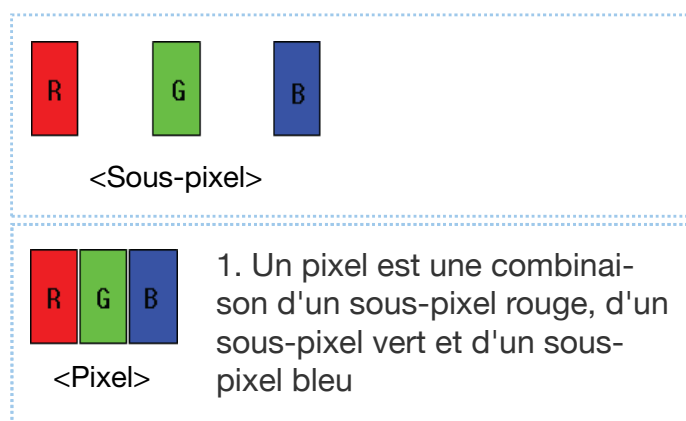 R G B
<Sous-pixel>
R G B
<Pixel>
1. Un pixel est une combinai-
son d'un sous-pixel rouge, d'un
sous-pixel vert et d'un sous-
pixel bleu